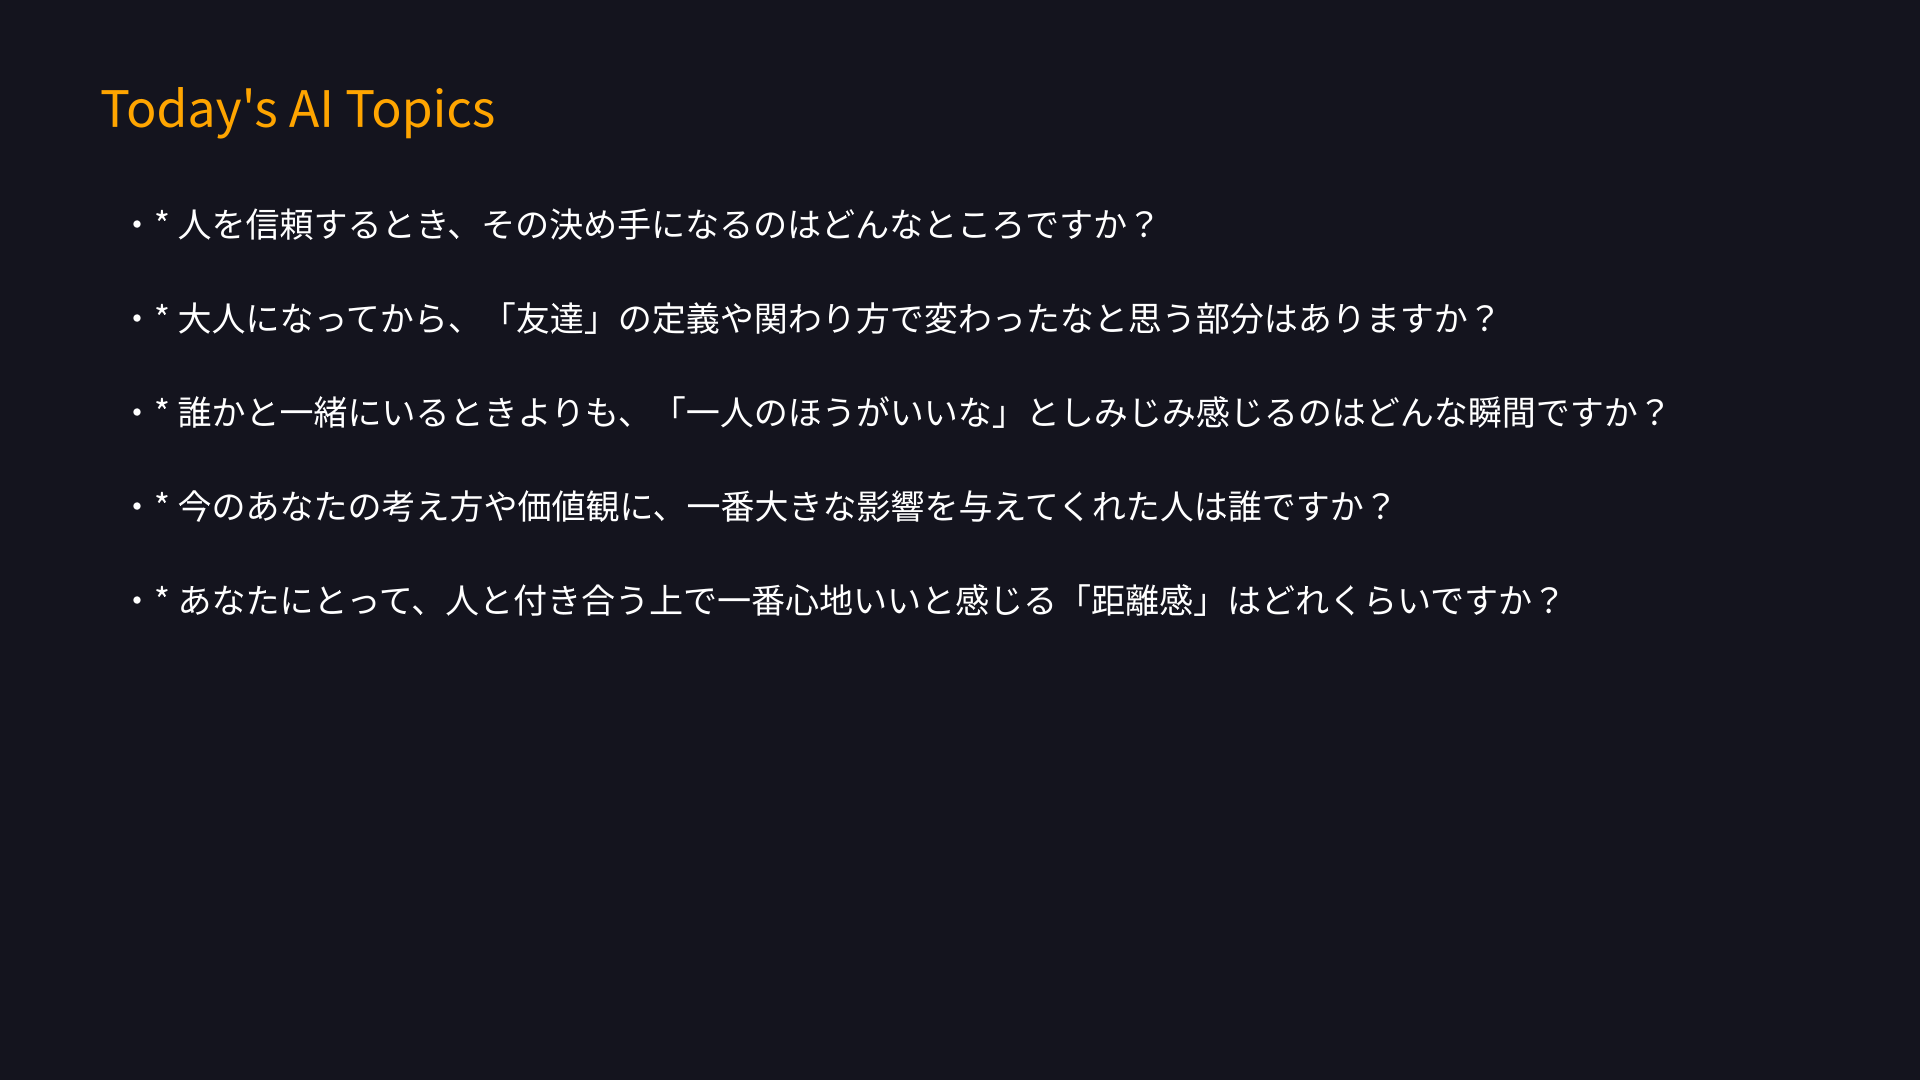 Today's AI Topics
・* 人を信頼するとき、その決め手になるのはどんなところですか？
・* 大人になってから、「友達」の定義や関わり方で変わったなと思う部分はありますか？
・* 誰かと一緒にいるときよりも、「一人のほうがいいな」としみじみ感じるのはどんな瞬間ですか？
・* 今のあなたの考え方や価値観に、一番大きな影響を与えてくれた人は誰ですか？
・* あなたにとって、人と付き合う上で一番心地いいと感じる「距離感」はどれくらいですか？